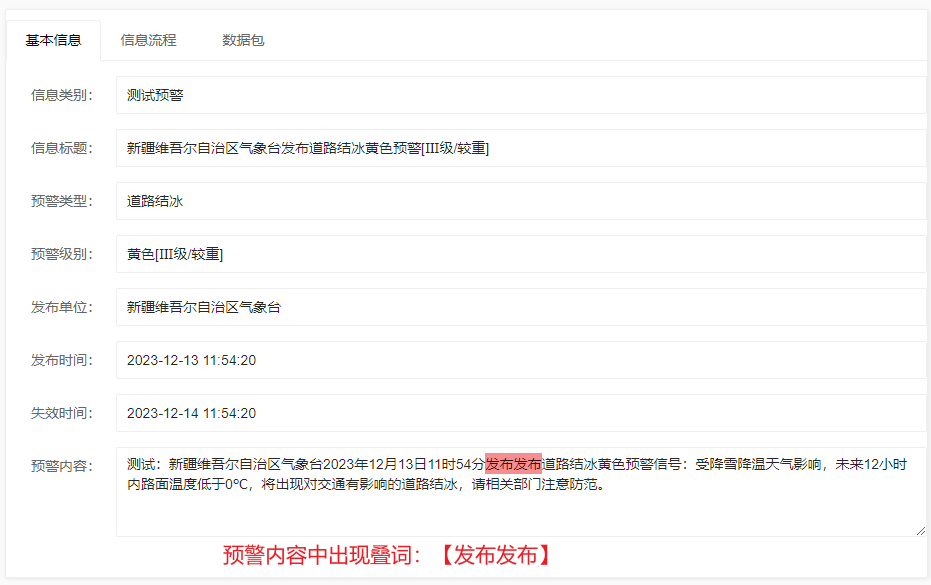 基本信息 信息流程 数据包
信息类别： 测试预警
信息标题： 新疆维吾尔自治区气象台发布道路结冰黄色预警[III级/较重]
预警类型： 道路结冰
预警级别： 黄色[III级/较重]
发布单位： 新疆维吾尔自治区气象台
发布时间： 2023-12-13 11:54:20
失效时间： 2023-12-14 11:54:20
预警内容： 测试：新疆维吾尔自治区气象台2023年12月13日11时54分发布发布道路结冰黄色预警信号：受降雪降温天气影响，未来12小时
内路面温度低于0℃，将出现对交通有影响的道路结冰，请相关部门注意防范。
预警内容中出现叠词：【发布发布】